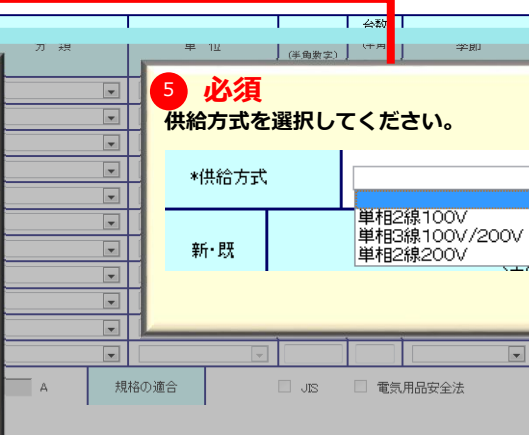 台数
分 類 単 位 (半角数字) (半角 季節
5 必須
供給方式を選択してください。
*供給方式
単相2線100V
単相3線100V/200V
単相2線200V
新・既
A 規格の適合 JIS 電気用品安全法